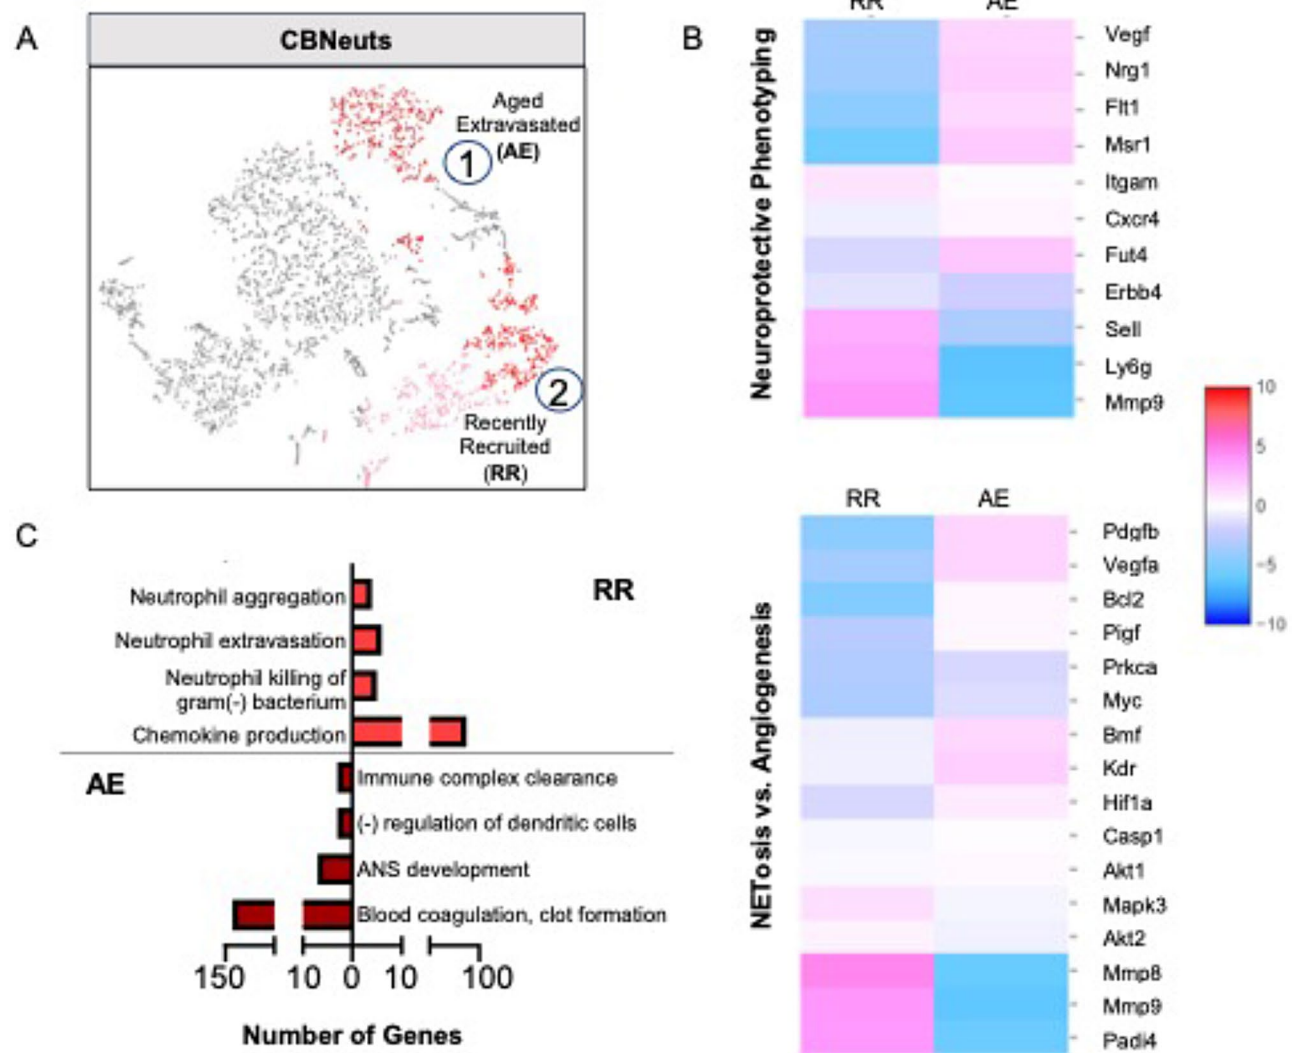 A
CBNeuts
Aged
Extravasated
(AE)
1
2
Recently
Recruited
(RR)
B
RR AE
Neuroprotective Phenotyping
Vegf
Nrg1
Flt1
Msr1
Itgam
Cxcr4
Fut4
Erbb4
Sell
Ly6g
Mmp9
10
5
0
-5
-10
RR AE
NETosis vs. Angiogenesis
Pdgfb
Vegfa
Bcl2
Pigf
Prkca
Myc
Bmf
Kdr
Hif1a
Casp1
Akt1
Mapk3
Akt2
Mmp8
Mmp9
Padi4
C
RR
Neutrophil aggregation
Neutrophil extravasation
Neutrophil killing of
gram(-) bacterium
Chemokine production
AE
Immune complex clearance
(-) regulation of dendritic cells
ANS development
Blood coagulation, clot formation
150 10 0 10 100
Number of Genes